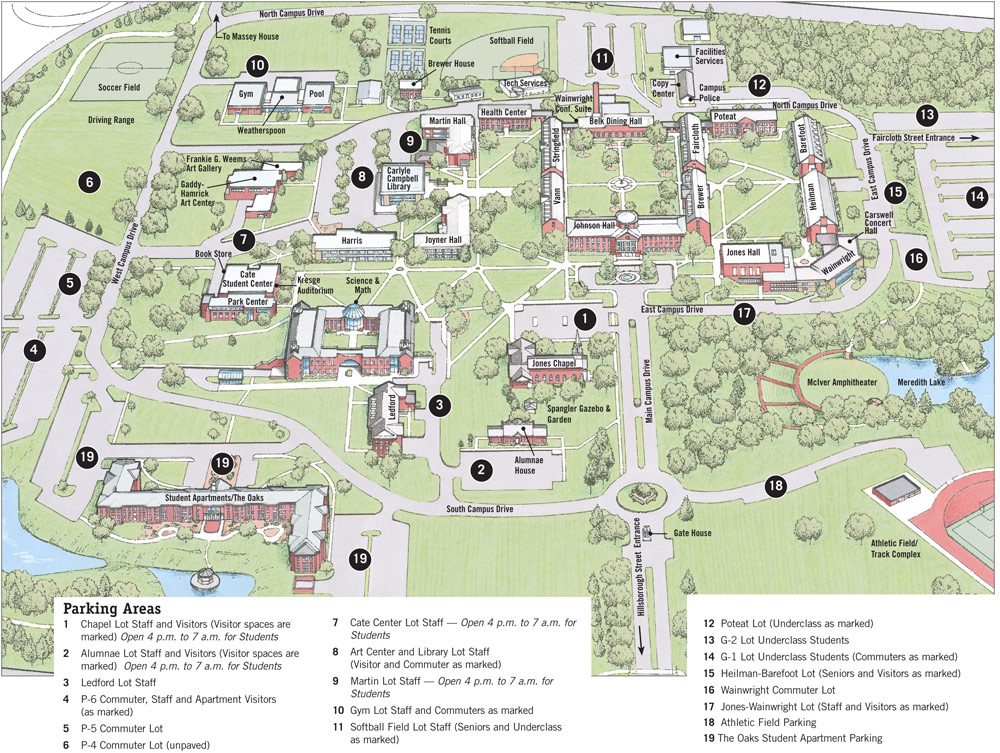 North Campus Drive
To Massey House
Tennis
Courts
Softball Field
11
Facilities
Services
10
Brewer House
Soccer Field
Gym
Pool
Tech Services
Copy
Center
Campus
Police
12
Wainwright
Conf. Suite
North Campus Drive
13
Driving Range
Weatherspoon
Martin Hall
Health Center
Belk Dining Hall
Poteat
Faircloth Street Entrance
9
Stringfield
Faircloth
Barefoot
East Campus Drive
Frankie G. Weems
Art Gallery
Gaddy-
Hamrick
Art Center
6
8
Carlyle
Campbell
Library
Vann
Brewer
Heilman
15
14
Carswell
Concert
Hall
Johnson Hall
7
Harris
Joyner Hall
Jones Hall
Wainwright
16
West Campus Drive
Book Store
Cate
Student Center
Kresge
Auditorium
Science &
Math
5
Park Center
1
East Campus Drive
17
4
Jones Chapel
Main Campus Drive
McIver Amphitheater
Meredith Lake
Ledford
3
Spangler Gazebo &
Garden
19
19
2
Alumnae
House
Student Apartments/The Oaks
18
South Campus Drive
Hillsborough Street Entrance
Gate House
Athletic Field/
Track Complex
19
Parking Areas
1 Chapel Lot Staff and Visitors (Visitor spaces are
marked) Open 4 p.m. to 7 a.m. for Students
2 Alumnae Lot Staff and Visitors (Visitor spaces are
marked) Open 4 p.m. to 7 a.m. for Students
3 Ledford Lot Staff
4 P-6 Commuter, Staff and Apartment Visitors
(as marked)
5 P-5 Commuter Lot
6 P-4 Commuter Lot (unpaved)
7 Cate Center Lot Staff — Open 4 p.m. to 7 a.m. for
Students
8 Art Center and Library Lot Staff
(Visitor and Commuter as marked)
9 Martin Lot Staff — Open 4 p.m. to 7 a.m. for
Students
10 Gym Lot Staff and Commuters as marked
11 Softball Field Lot Staff (Seniors and Underclass
as marked)
12 Poteat Lot (Underclass as marked)
13 G-2 Lot Underclass Students
14 G-1 Lot Underclass Students (Commuters as marked)
15 Heilman-Barefoot Lot (Seniors and Visitors as marked)
16 Wainwright Commuter Lot
17 Jones-Wainwright Lot (Staff and Visitors as marked)
18 Athletic Field Parking
19 The Oaks Student Apartment Parking